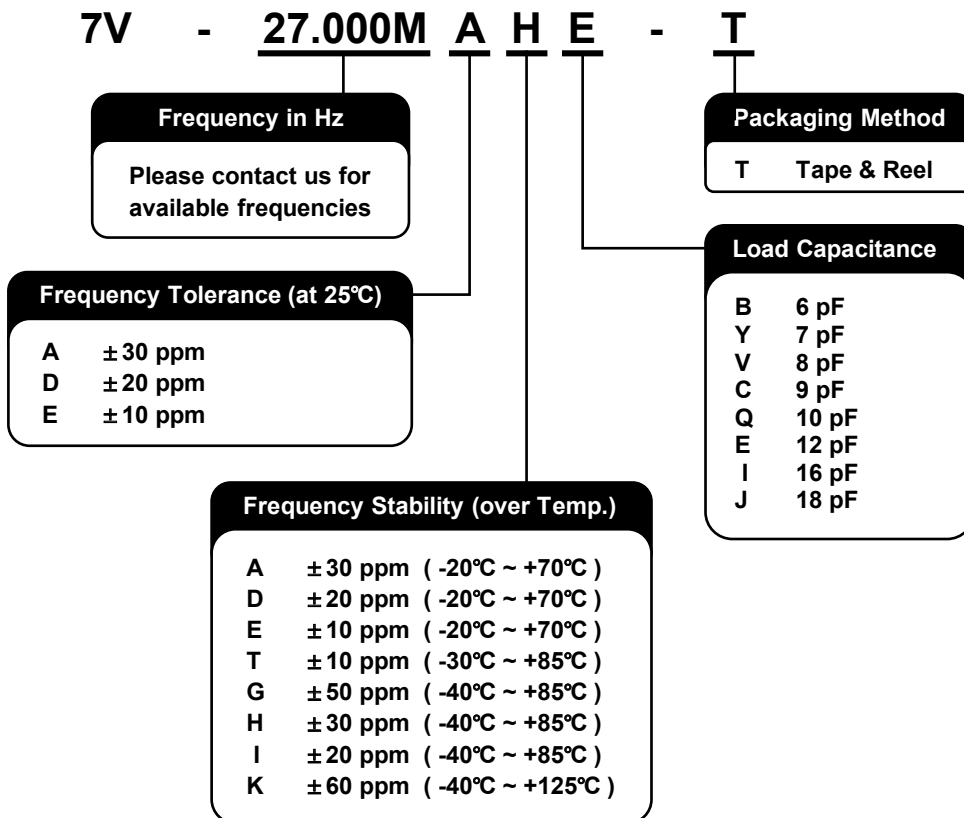 7V - 27.000M A H E - T
Frequency in Hz
Please contact us for
available frequencies
Packaging Method
T Tape & Reel
Load Capacitance
B 6 pF
Y 7 pF
V 8 pF
C 9 pF
Q 10 pF
E 12 pF
I 16 pF
J 18 pF
Frequency Tolerance (at 25℃)
A ±30 ppm
D ±20 ppm
E ±10 ppm
Frequency Stability (over Temp.)
A ±30 ppm ( -20℃ ~ +70℃ )
D ±20 ppm ( -20℃ ~ +70℃ )
E ±10 ppm ( -20℃ ~ +70℃ )
T ±10 ppm ( -30℃ ~ +85℃ )
G ±50 ppm ( -40℃ ~ +85℃ )
H ±30 ppm ( -40℃ ~ +85℃ )
I ±20 ppm ( -40℃ ~ +85℃ )
K ±60 ppm ( -40℃ ~ +125℃ )